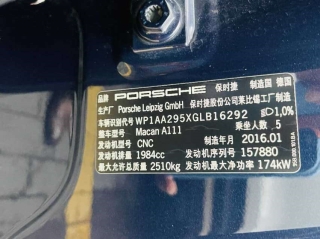 品牌 PORSCHE 保时捷 制造国 德国
生产厂 Porsche Leipzig GmbH 保时捷股份公司莱比锡工厂制造
车辆识别代号 WP1AA295XGLB16292 1,0%
整车型号 Macan A111 乘坐人数 5
发动机型号 CNC 制造年月 2016.01
发动机排量 1984cc 发动机序列号 157880
最大允许总质量 2510kg 发动机最大净功率 174kW